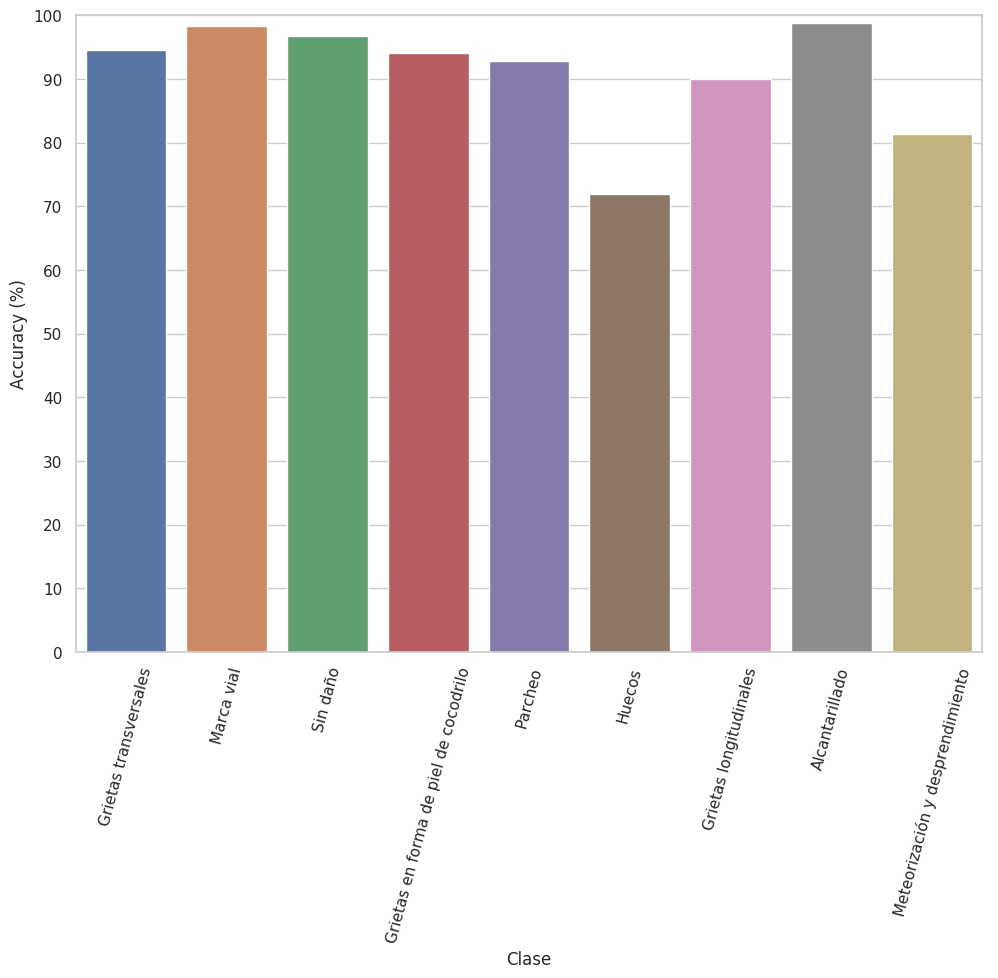 100
90
80
70
60
50
40
30
20
10
0
Accuracy (%)
Grietas transversales
Marca vial
Sin daño
Grietas en forma de piel de cocodrilo
Parcheo
Huecos
Grietas longitudinales
Alcantarillado
Meteorización y desprendimiento
Clase